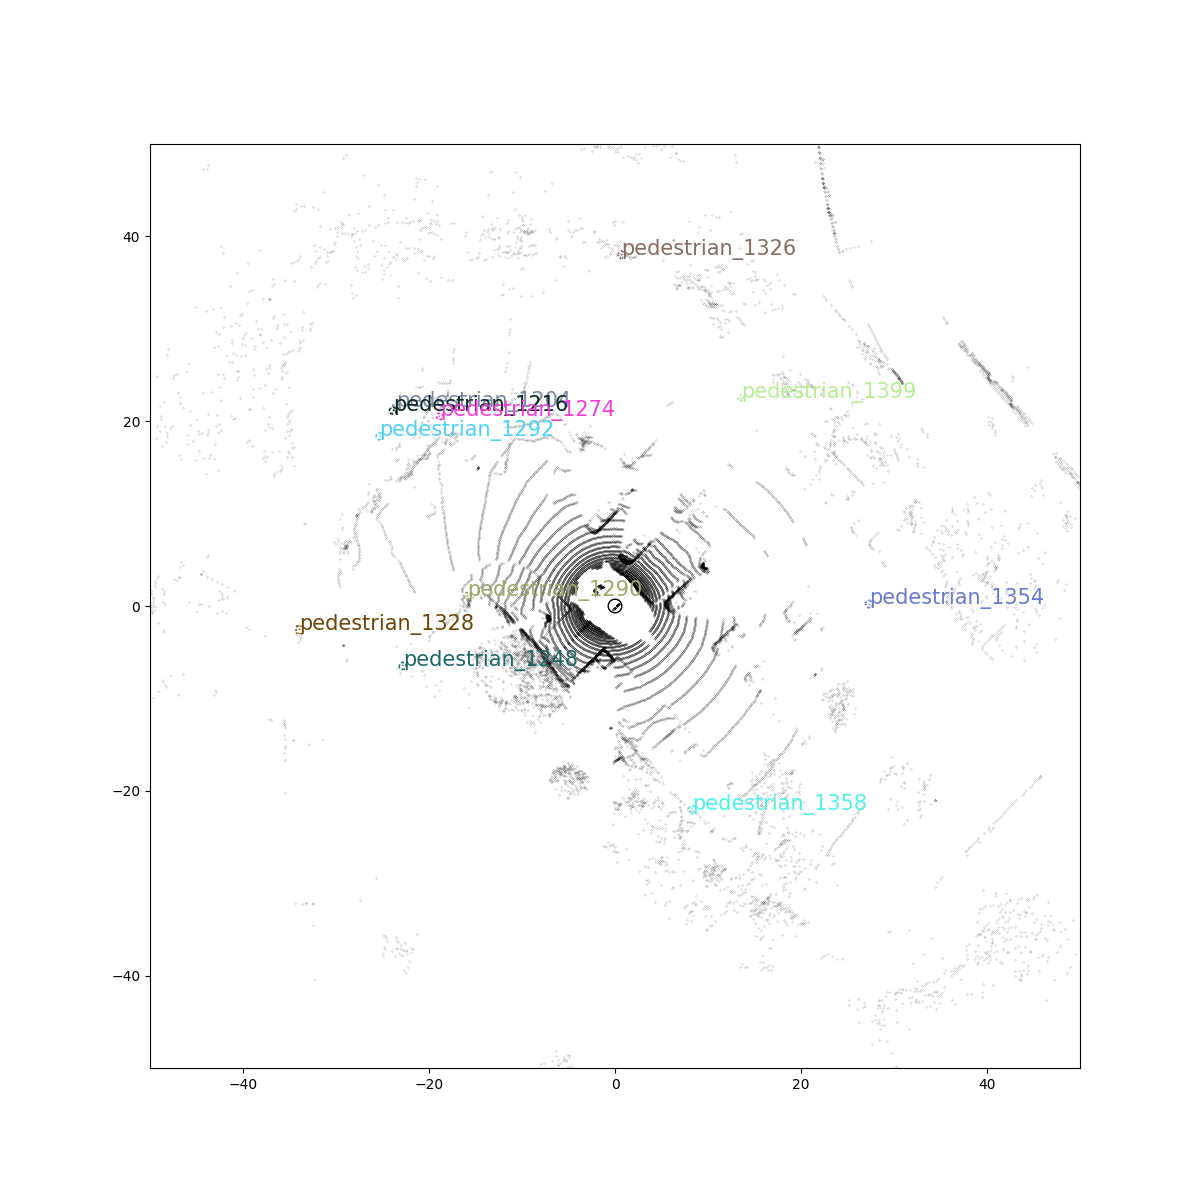 40
pedestrian_1326
pedestrian_1399
pedestrian_1216
pedestrian_1274
20
pedestrian_1292
pedestrian_1290
pedestrian_1354
0
pedestrian_1328
pedestrian_1348
−20
pedestrian_1358
−40
−40
−20
0
20
40